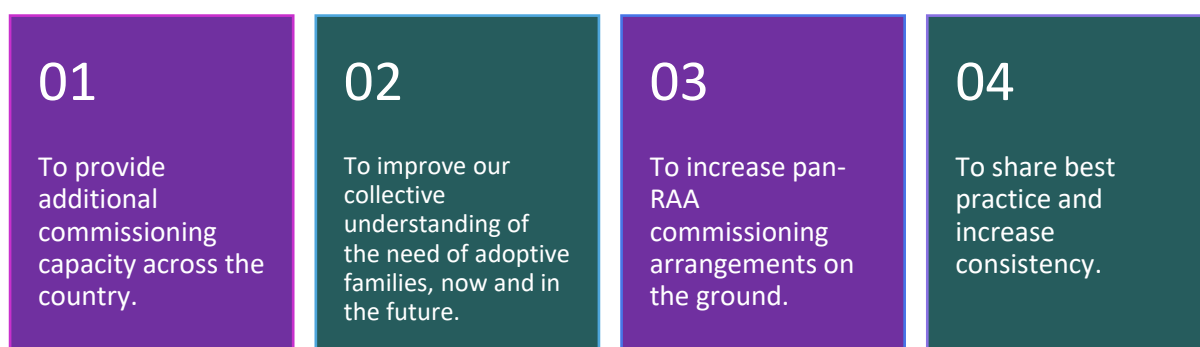 01
To provide
additional
commissioning
capacity across the
country.
02
To improve our
collective
understanding of
the need of adoptive
families, now and in
the future.
03
To increase pan-
RAA
commissioning
arrangements on
the ground.
04
To share best
practice and
increase
consistency.